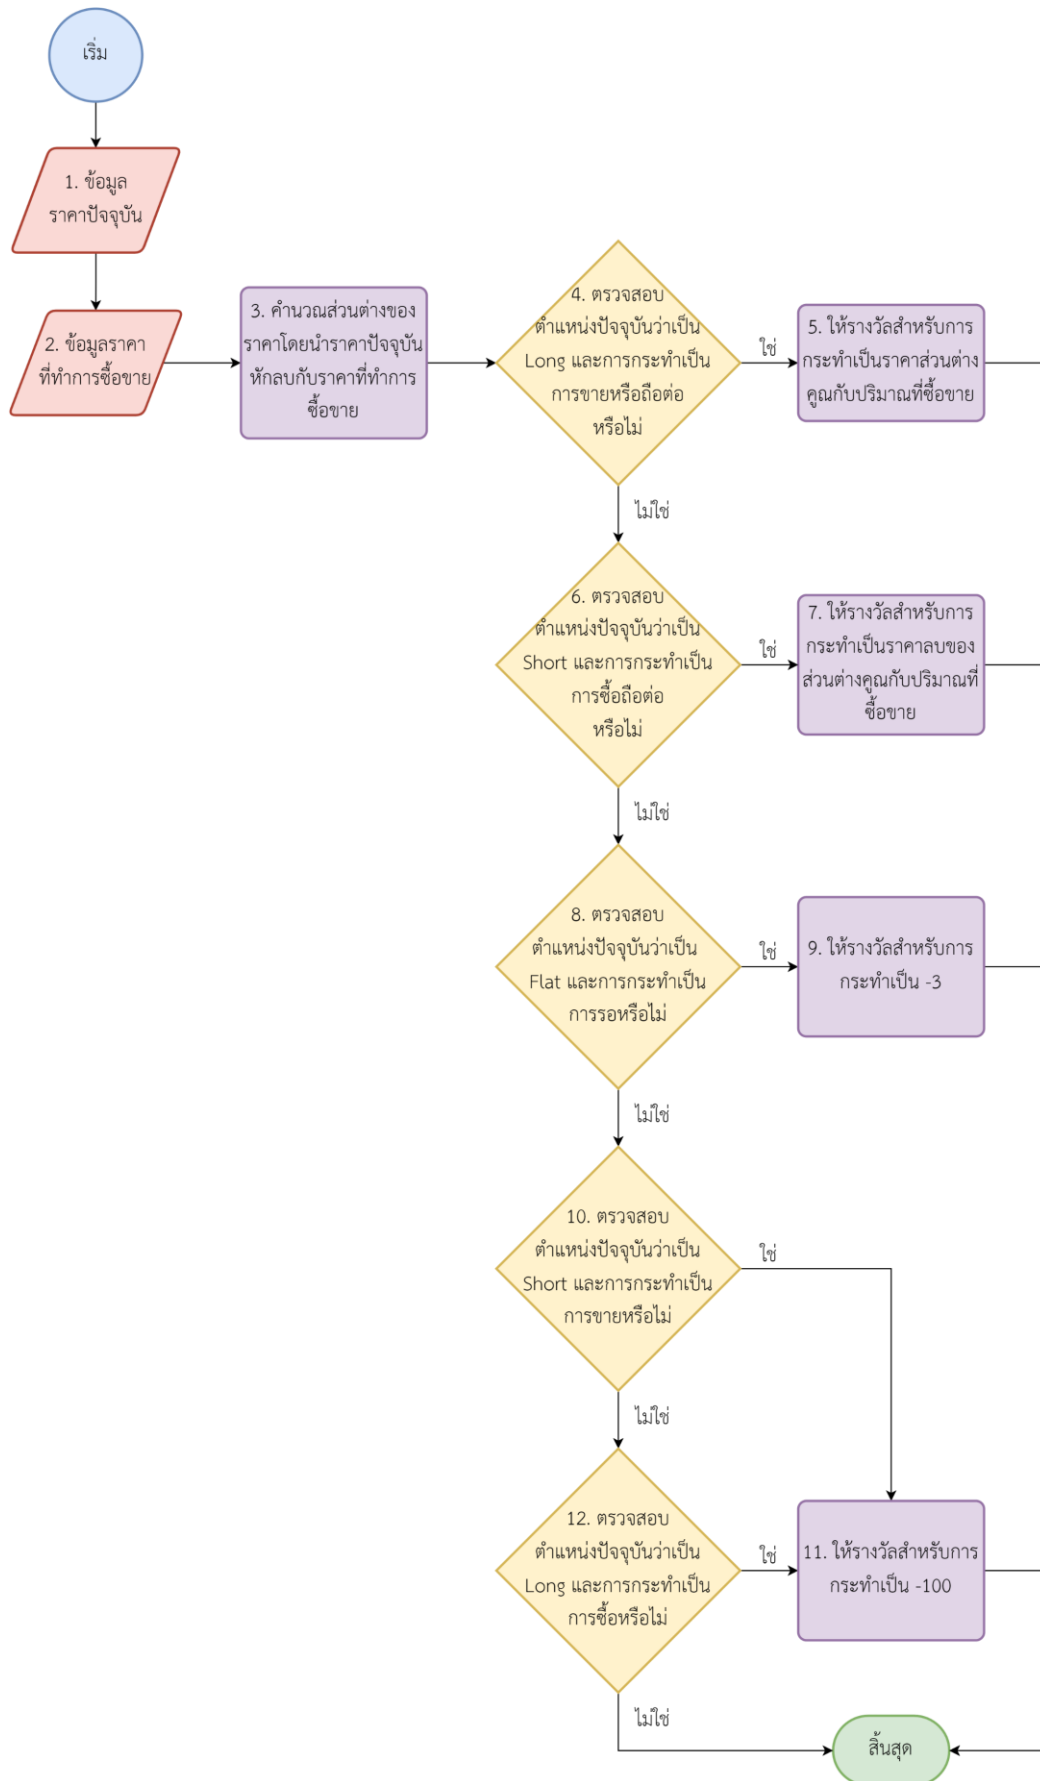 เริ่ม
1. ข้อมูล
ราคาปัจจุบัน
2. ข้อมูลราคา
ที่ทำการซื้อขาย
3. คำนวณส่วนต่างของ
ราคาโดยนำราคาปัจจุบัน
หักลบกับราคาที่ทำการ
ซื้อขาย
4. ตรวจสอบ
ตำแหน่งปัจจุบันว่าเป็น
Long และการกระทำเป็น
การขายหรือถือต่อ
หรือไม่
ใช่
5. ให้รางวัลสำหรับการ
กระทำเป็นราคาส่วนต่าง
คูณกับปริมาณที่ซื้อขาย
ไม่ใช่
6. ตรวจสอบ
ตำแหน่งปัจจุบันว่าเป็น
Short และการกระทำเป็น
การซื้อถือต่อ
หรือไม่
ใช่
7. ให้รางวัลสำหรับการ
กระทำเป็นราคาลบของ
ส่วนต่างคูณกับปริมาณที่
ซื้อขาย
ไม่ใช่
8. ตรวจสอบ
ตำแหน่งปัจจุบันว่าเป็น
Flat และการกระทำเป็น
การรอหรือไม่
ใช่
9. ให้รางวัลสำหรับการ
กระทำเป็น -3
ไม่ใช่
10. ตรวจสอบ
ตำแหน่งปัจจุบันว่าเป็น
Short และการกระทำเป็น
การขายหรือไม่
ใช่
ไม่ใช่
12. ตรวจสอบ
ตำแหน่งปัจจุบันว่าเป็น
Long และการกระทำเป็น
การซื้อหรือไม่
ใช่
11. ให้รางวัลสำหรับการ
กระทำเป็น -100
ไม่ใช่
สิ้นสุด